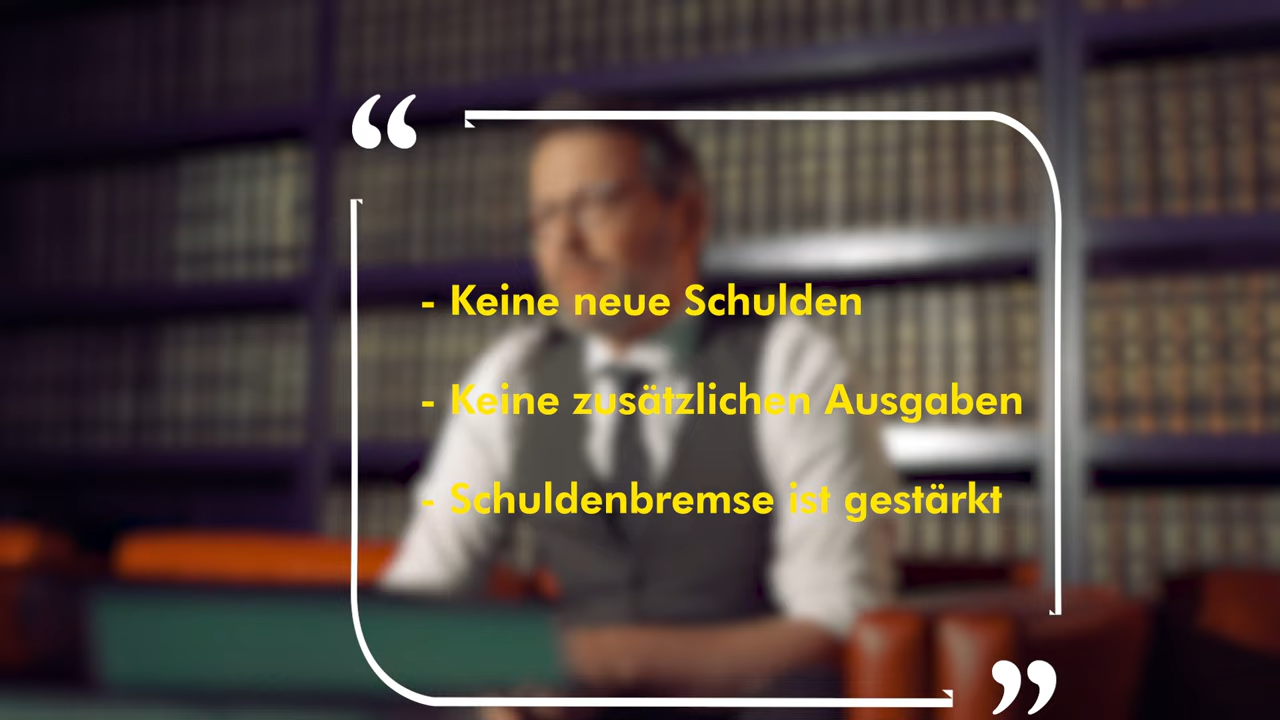 “
- Keine neue Schulden
- Keine zusätzlichen Ausgaben
- Schuldenbremse ist gestärkt
”